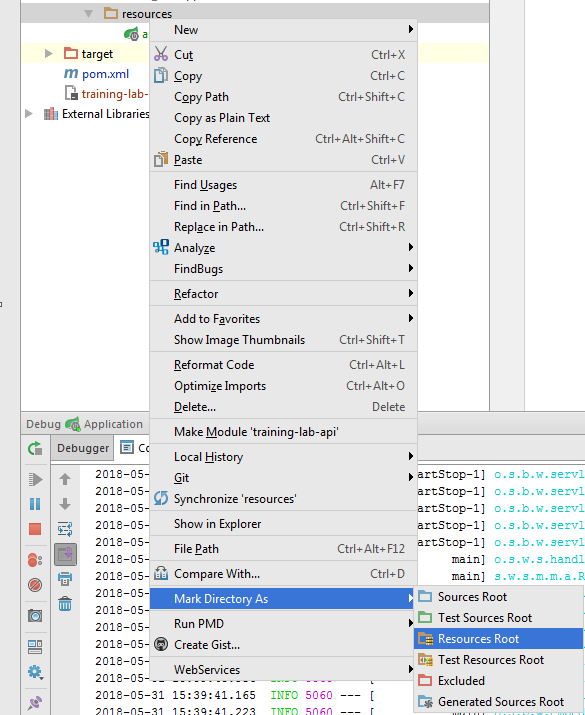 resources
a
New
target
Cut Ctrl+X
pom.xml
Copy Ctrl+C
training-lab-
Copy Path Ctrl+Shift+C
External Libraries
Copy as Plain Text
Copy Reference Ctrl+Alt+Shift+C
Paste Ctrl+V
Find Usages Alt+F7
Find in Path... Ctrl+Shift+F
Replace in Path... Ctrl+Shift+R
Analyze
FindBugs
Refactor
Add to Favorites
Show Image Thumbnails Ctrl+Shift+T
Reformat Code Ctrl+Alt+L
Optimize Imports Ctrl+Alt+O
Delete... Delete
Make Module 'training-lab-api'
Local History
Git
Synchronize 'resources'
Show in Explorer
File Path Ctrl+Alt+F12
Compare With... Ctrl+D
Mark Directory As
Run PMD
Create Gist...
WebServices
Sources Root
Test Sources Root
Resources Root
Test Resources Root
Excluded
Generated Sources Root
Debug Application
Debugger Co
2018-05- artStop-1] o.s.b.w.servl
2018-05- artStop-1] o.s.b.w.servl
2018-05- artStop-1] o.s.b.w.servl
2018-05- artStop-1] o.s.b.w.servl
2018-05- artStop-1] o.s.b.w.servl
2018-05- main] o.s.w.s.handl
2018-05- main] s.w.s.m.m.a.R
2018-05-
2018-05-
2018-05-
2018-05-
2018-05-
2018-05-31 15:39:41.165 INFO 5060 --- [
2018-05-31 15:39:41.223 INFO 5060 --- [